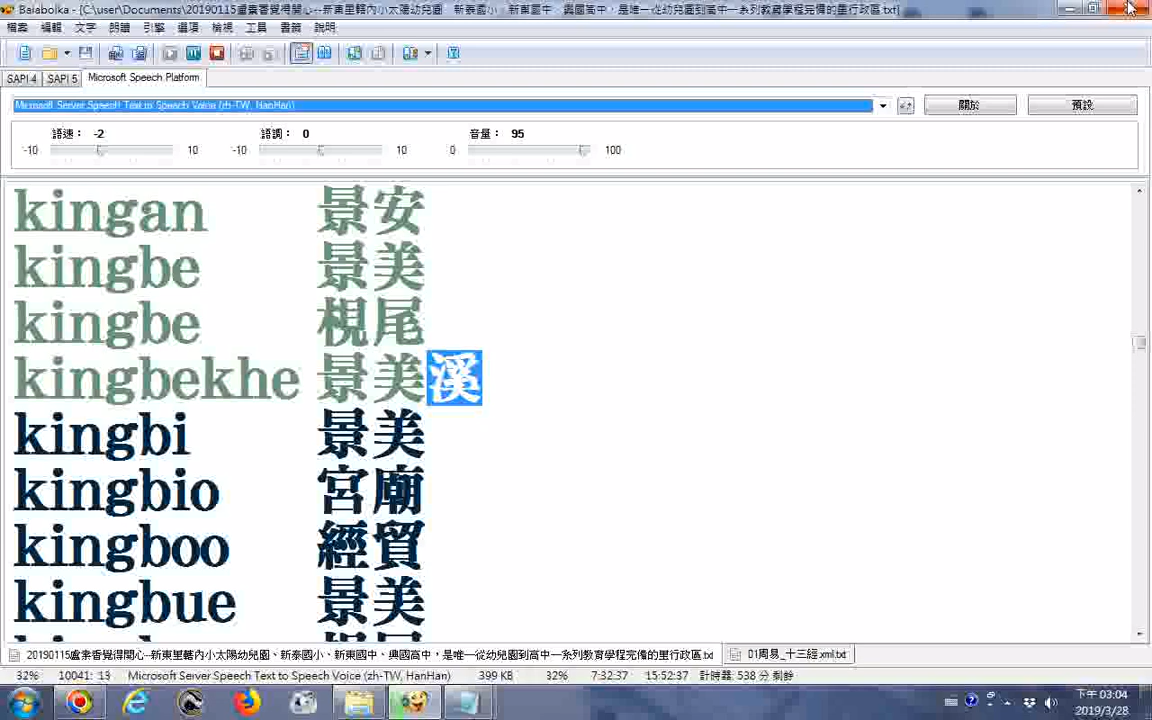 Balabolka - [C:\user\Documents\20190115盧素香覺得開心--新東里轄內小太陽幼兒園、新泰國小、新東國中、興國高中，是唯一從幼兒園到高中一系列教育學程完備的里行政區.txt]
檔案 編輯 文字 朗讀 引擎 選項 檢視 工具 書籤 說明
SAPI 4 SAPI 5 Microsoft Speech Platform
Microsoft Server Speech Text to Speech Voice (zh-TW, HanHan) 關於 預設
語速： -2 語調： 0 音量： 95
-10 10 -10 10 0 100
kingan 景安
kingbe 景美
kingbe 梘尾
kingbekhe 景美溪
kingbi 景美
kingbio 宮廟
kingboo 經貿
kingbue 景美
20190115盧素香覺得開心--新東里轄內小太陽幼兒園、新泰國小、新東國中、興國高中，是唯一從幼兒園到高中一系列教育學程完備的里行政區.txt 01周易_十三經.xml.txt
32% 10041: 13 Microsoft Server Speech Text to Speech Voice (zh-TW, HanHan) 399 KB 32% 7:32:37 15:52:37 計時器: 538 分 剩餘
下午 03:04
2019/3/28